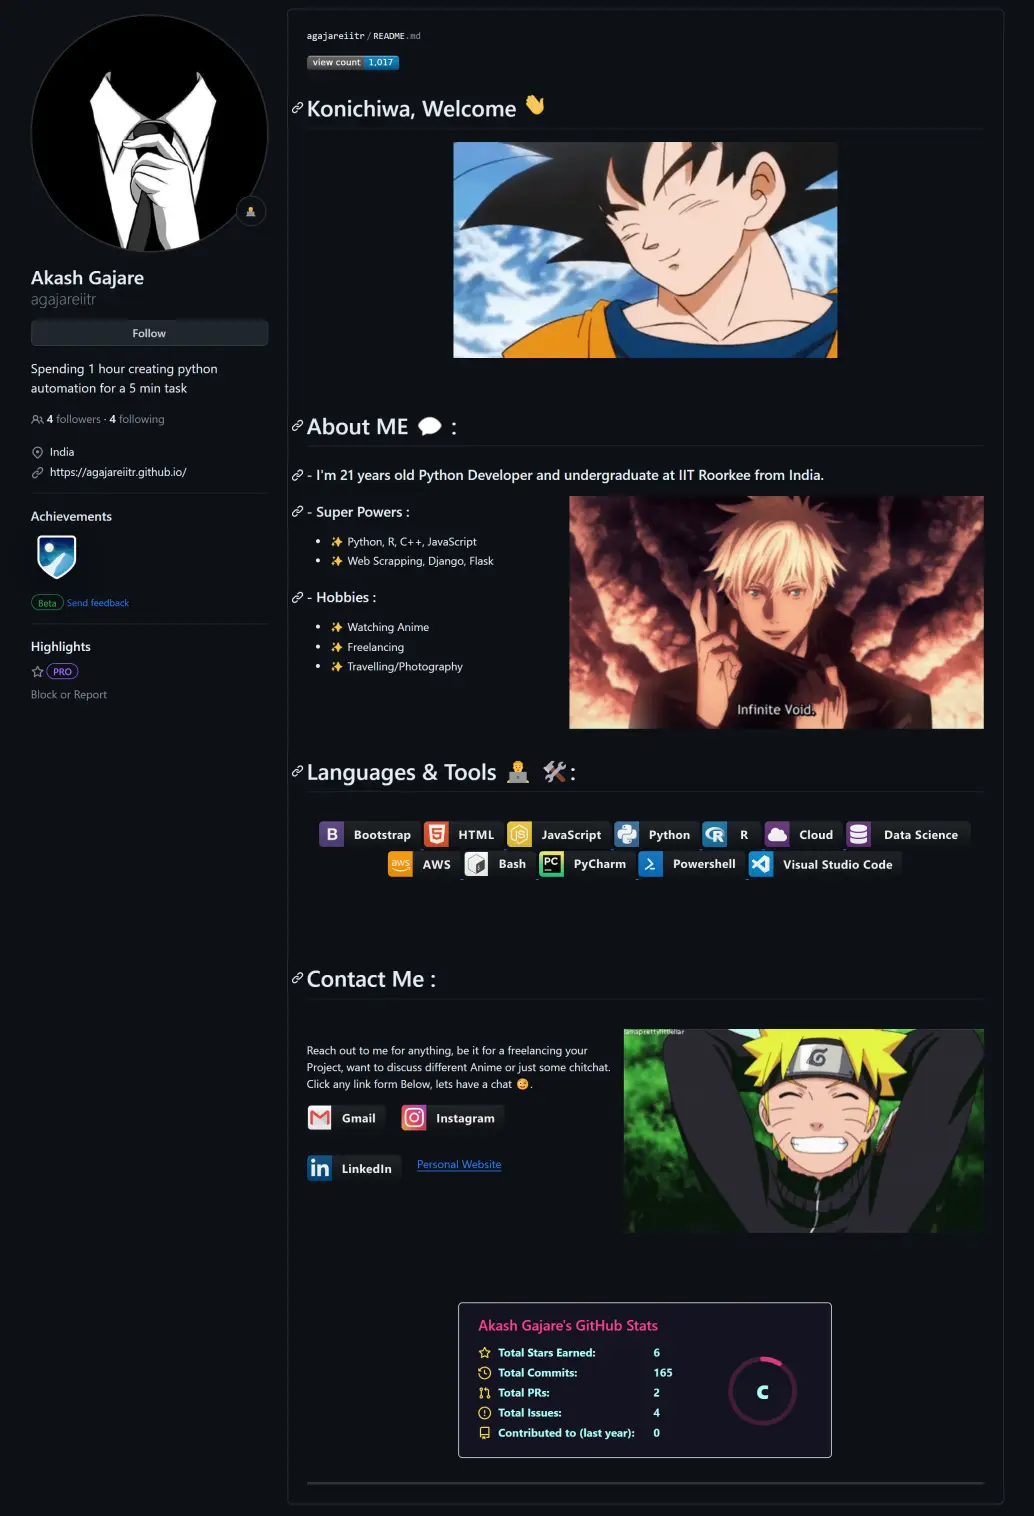 Akash Gajare
agajareiitr
Follow
Spending 1 hour creating python
automation for a 5 min task
4 followers · 4 following
India
https://agajareiitr.github.io/
Achievements
Beta Send feedback
Highlights
PRO
Block or Report
agajareiitr/README.md
view count 1,017
Konichiwa, Welcome 👋
About ME 💬 :
- I'm 21 years old Python Developer and undergraduate at IIT Roorkee from India.
- Super Powers :
• ✨ Python, R, C++, JavaScript
• ✨ Web Scrapping, Django, Flask
- Hobbies :
• ✨ Watching Anime
• ✨ Freelancing
• ✨ Travelling/Photography
Infinite Void.
Languages & Tools 👨‍💻 🛠️ :
B Bootstrap 5 HTML JS JavaScript Python R R Cloud Data Science
aws AWS Bash PC PyCharm Powershell Visual Studio Code
Contact Me :
Reach out to me for anything, be it for a freelancing your
Project, want to discuss different Anime or just some chitchat.
Click any link form Below, lets have a chat 😉.
Gmail Instagram
in LinkedIn Personal Website
Akash Gajare's GitHub Stats
Total Stars Earned: 6
Total Commits: 165
Total PRs: 2
Total Issues: 4
Contributed to (last year): 0
C